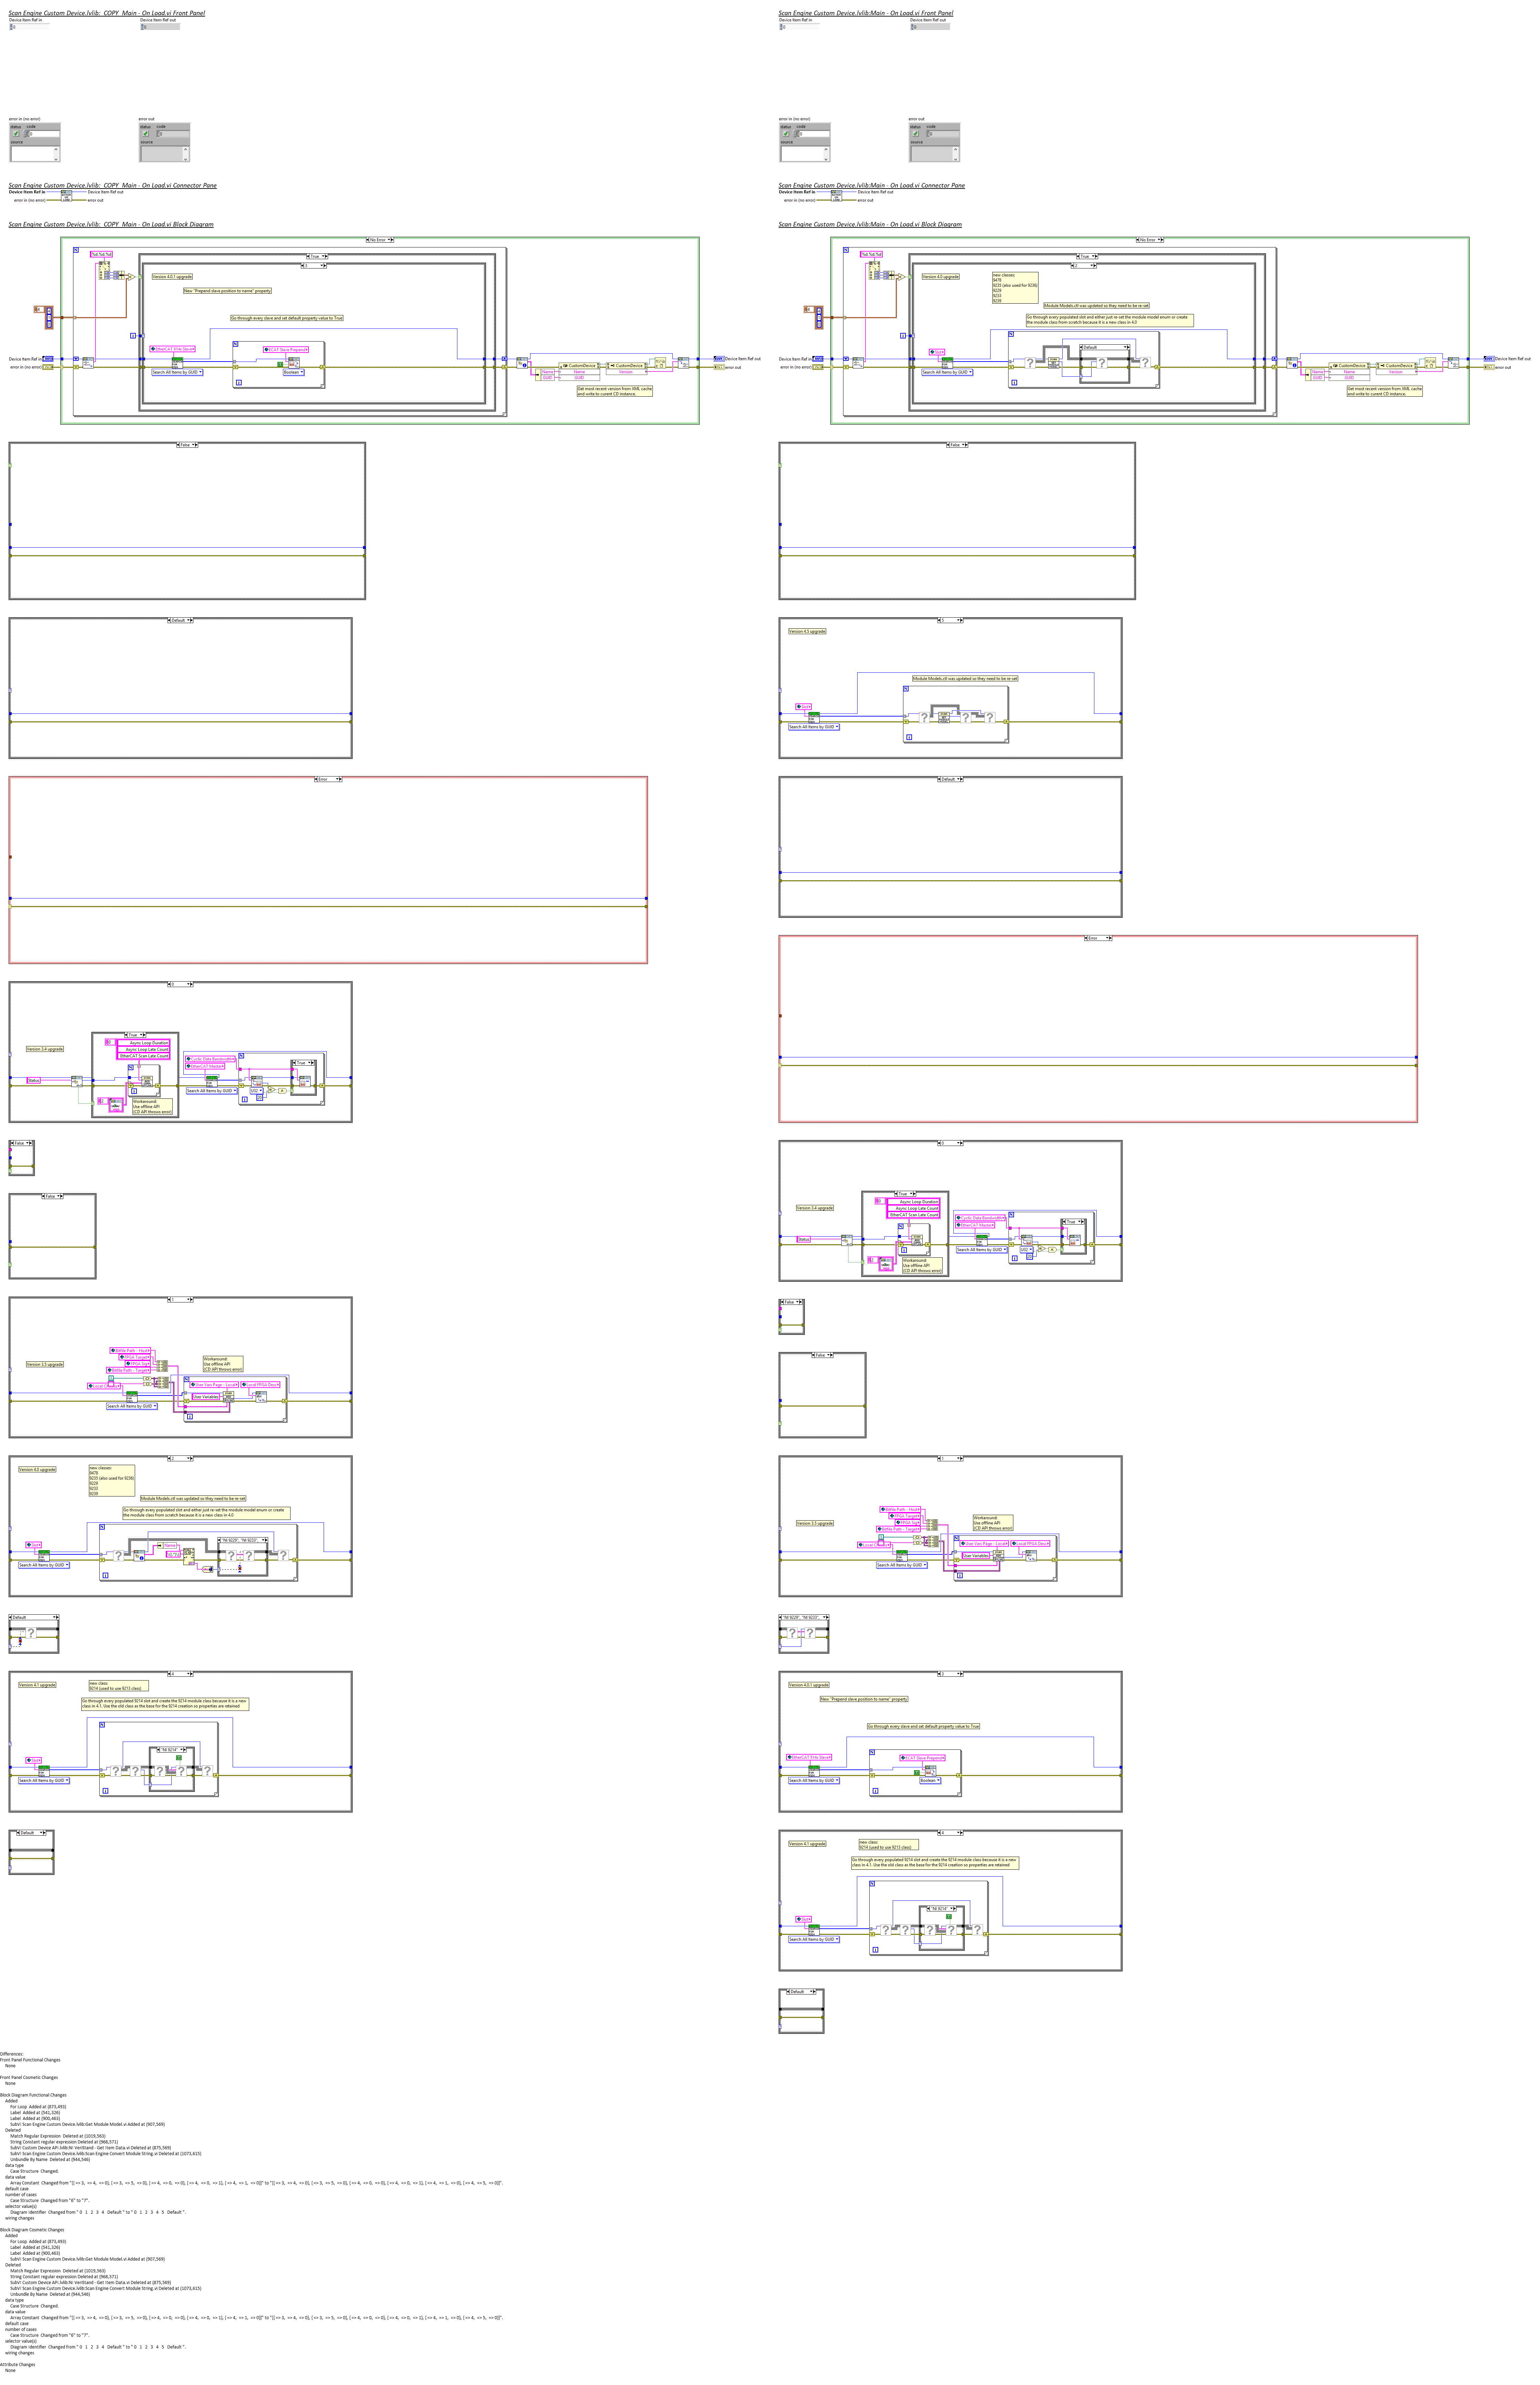 Scan Engine Custom Device.lvlib:  COPY  Main - On Load.vi Front Panel
Device Item Ref in
Device Item Ref out
error in (no error)
status code
source
error out
status code
source
Scan Engine Custom Device.lvlib:  COPY  Main - On Load.vi Connector Pane
Device Item Ref in
Device Item Ref out
error in (no error)
error out
Scan Engine Custom Device.lvlib:  COPY  Main - On Load.vi Block Diagram
No Error
True
3
Version 4.0.1 upgrade
New "Prepend slave position to name" property
Go through every slave and set default property value to True
Search All Items by GUID
Boolean
Device Item Ref in
error in (no error)
Name
GUID
CustomDevice
Name
GUID
CustomDevice
Version
Get most recent version from XML cache
and write to curent CD instance.
Device Item Ref out
error out
False
Default
Error
0
Version 3.4 upgrade
Status
True
Async Loop Duration
Async Loop Late Count
EtherCAT Scan Late Count
Workaround:
Use offline API
(CD API throws error)
Search All Items by GUID
True
U32
False
False
1
Version 3.5 upgrade
Workaround:
Use offline API
(CD API throws error)
User Variables
Search All Items by GUID
2
Version 4.0 upgrade
new classes:
9478
9235 (also used for 9236)
9229
9233
9239
Module Models.ctl was updated so they need to be re-set
Go through every populated slot and either just re-set the module model enum or create
the module class from scratch because it is a new class in 4.0
Name
"NI 9229", "NI 9233",
Search All Items by GUID
Default
4
Version 4.1 upgrade
new class:
9214 (used to use 9213 class)
Go through every populated 9214 slot and create the 9214 module class because it is a new
class in 4.1. Use the old class as the base for the 9214 creation so properties are retained
"NI 9214"
Search All Items by GUID
Default
Scan Engine Custom Device.lvlib:Main - On Load.vi Front Panel
Device Item Ref in
Device Item Ref out
error in (no error)
status code
source
error out
status code
source
Scan Engine Custom Device.lvlib:Main - On Load.vi Connector Pane
Device Item Ref in
Device Item Ref out
error in (no error)
error out
Scan Engine Custom Device.lvlib:Main - On Load.vi Block Diagram
No Error
True
2
Version 4.0 upgrade
new classes:
9478
9235 (also used for 9236)
9229
9233
9239
Module Models.ctl was updated so they need to be re-set
Go through every populated slot and either just re-set the module model enum or create
the module class from scratch because it is a new class in 4.0
Default
Search All Items by GUID
Device Item Ref in
error in (no error)
Name
GUID
CustomDevice
Name
GUID
CustomDevice
Version
Get most recent version from XML cache
and write to curent CD instance.
Device Item Ref out
error out
False
5
Version 4.5 upgrade
Module Models.ctl was updated so they need to be re-set
Search All Items by GUID
Default
Error
0
Version 3.4 upgrade
Status
True
Async Loop Duration
Async Loop Late Count
EtherCAT Scan Late Count
Workaround:
Use offline API
(CD API throws error)
Search All Items by GUID
True
U32
False
False
1
Version 3.5 upgrade
Workaround:
Use offline API
(CD API throws error)
User Variables
Search All Items by GUID
"NI 9229", "NI 9233",
3
Version 4.0.1 upgrade
New "Prepend slave position to name" property
Go through every slave and set default property value to True
Search All Items by GUID
Boolean
4
Version 4.1 upgrade
new class:
9214 (used to use 9213 class)
Go through every populated 9214 slot and create the 9214 module class because it is a new
class in 4.1. Use the old class as the base for the 9214 creation so properties are retained
"NI 9214"
Search All Items by GUID
Default
Differences:
Front Panel Functional Changes
None
Front Panel Cosmetic Changes
None
Block Diagram Functional Changes
Added
For Loop  Added at (873,493)
Label  Added at (541,326)
Label  Added at (900,463)
SubVI Scan Engine Custom Device.lvlib:Get Module Model.vi Added at (907,569)
Deleted
Match Regular Expression  Deleted at (1019,563)
String Constant regular expression Deleted at (968,571)
SubVI Custom Device API.lvlib:NI VeriStand - Get Item Data.vi Deleted at (875,569)
SubVI Scan Engine Custom Device.lvlib:Scan Engine Convert Module String.vi Deleted at (1073,615)
Unbundle By Name  Deleted at (944,546)
data type
Case Structure  Changed.
data value
Array Constant  Changed from "[[ => 3,  => 4,  => 0], [ => 3,  => 5,  => 0], [ => 4,  => 0,  => 0], [ => 4,  => 0,  => 1], [ => 4,  => 1,  => 0]]" to "[[ => 3,  => 4,  => 0], [ => 3,  => 5,  => 0], [ => 4,  => 0,  => 0], [ => 4,  => 0,  => 1], [ => 4,  => 1,  => 0], [ => 4,  => 5,  => 0]]".
default case
number of cases
Case Structure  Changed from "6" to "7".
selector value(s)
Diagram Identifier  Changed from " 0  1  2  3  4  Default " to " 0  1  2  3  4  5  Default ".
wiring changes
Block Diagram Cosmetic Changes
Added
For Loop  Added at (873,493)
Label  Added at (541,326)
Label  Added at (900,463)
SubVI Scan Engine Custom Device.lvlib:Get Module Model.vi Added at (907,569)
Deleted
Match Regular Expression  Deleted at (1019,563)
String Constant regular expression Deleted at (968,571)
SubVI Custom Device API.lvlib:NI VeriStand - Get Item Data.vi Deleted at (875,569)
SubVI Scan Engine Custom Device.lvlib:Scan Engine Convert Module String.vi Deleted at (1073,615)
Unbundle By Name  Deleted at (944,546)
data type
Case Structure  Changed.
data value
Array Constant  Changed from "[[ => 3,  => 4,  => 0], [ => 3,  => 5,  => 0], [ => 4,  => 0,  => 0], [ => 4,  => 0,  => 1], [ => 4,  => 1,  => 0]]" to "[[ => 3,  => 4,  => 0], [ => 3,  => 5,  => 0], [ => 4,  => 0,  => 0], [ => 4,  => 0,  => 1], [ => 4,  => 1,  => 0], [ => 4,  => 5,  => 0]]".
default case
number of cases
Case Structure  Changed from "6" to "7".
selector value(s)
Diagram Identifier  Changed from " 0  1  2  3  4  Default " to " 0  1  2  3  4  5  Default ".
wiring changes
Attribute Changes
None